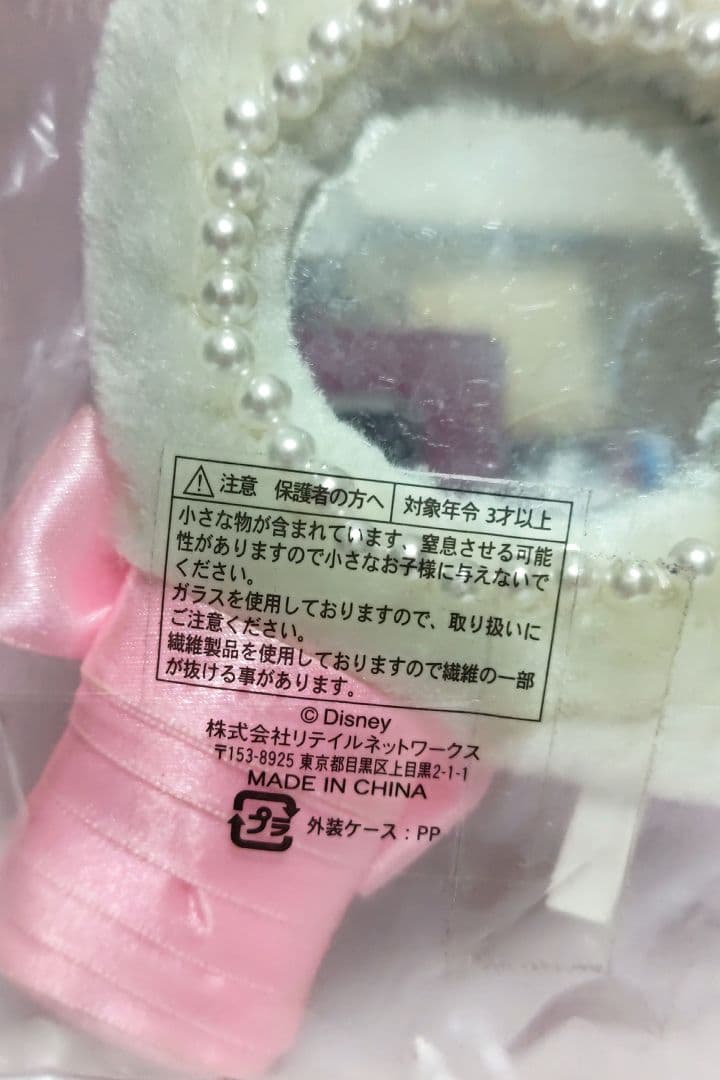 ⚠注意 保護者の方へ 対象年令 3才以上
小さな物が含まれています。窒息させる可能
性がありますので小さなお子様に与えないで
ください。
ガラスを使用しておりますので、取り扱いに
ご注意ください。
繊維製品を使用しておりますので繊維の一部
が抜ける事があります。
© Disney
株式会社リテイルネットワークス
〒153-8925 東京都目黒区上目黒2-1-1
MADE IN CHINA
プラ 外装ケース:PP